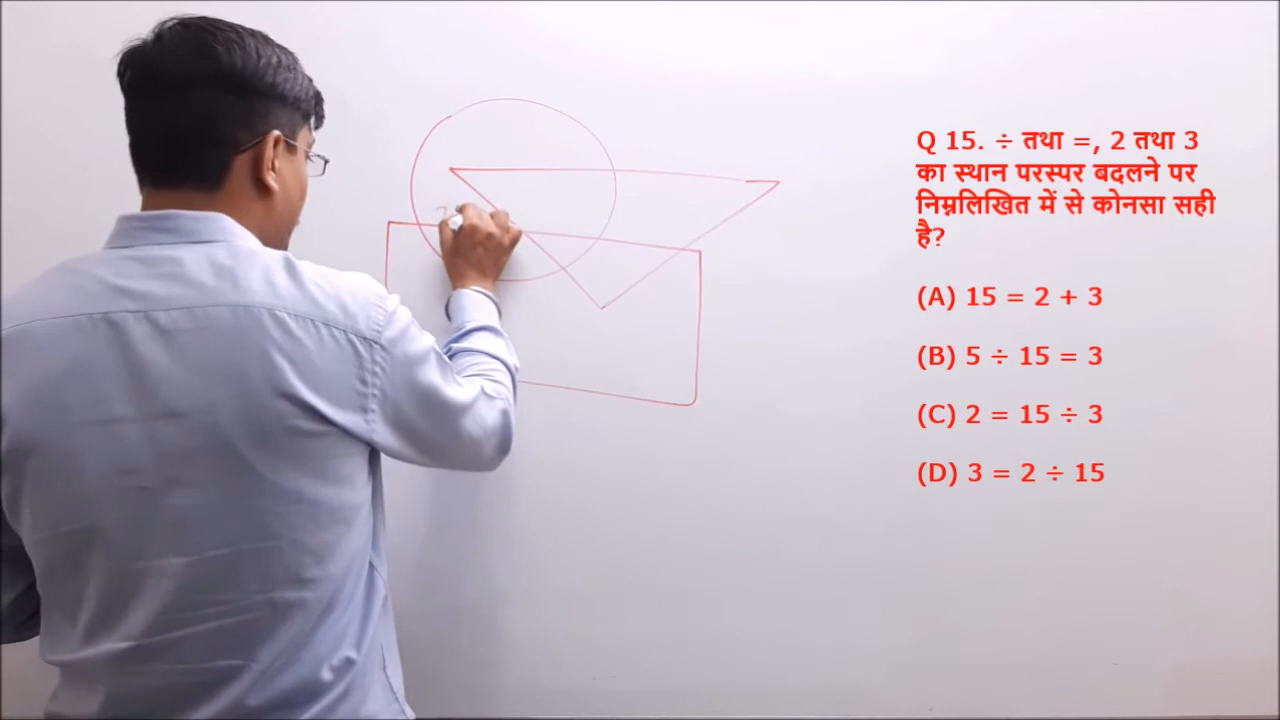 Q 15. ÷ तथा =, 2 तथा 3
का स्थान परस्पर बदलने पर
निम्नलिखित में से कोनसा सही
है?
(A) 15 = 2 + 3
(B) 5 ÷ 15 = 3
(C) 2 = 15 ÷ 3
(D) 3 = 2 ÷ 15